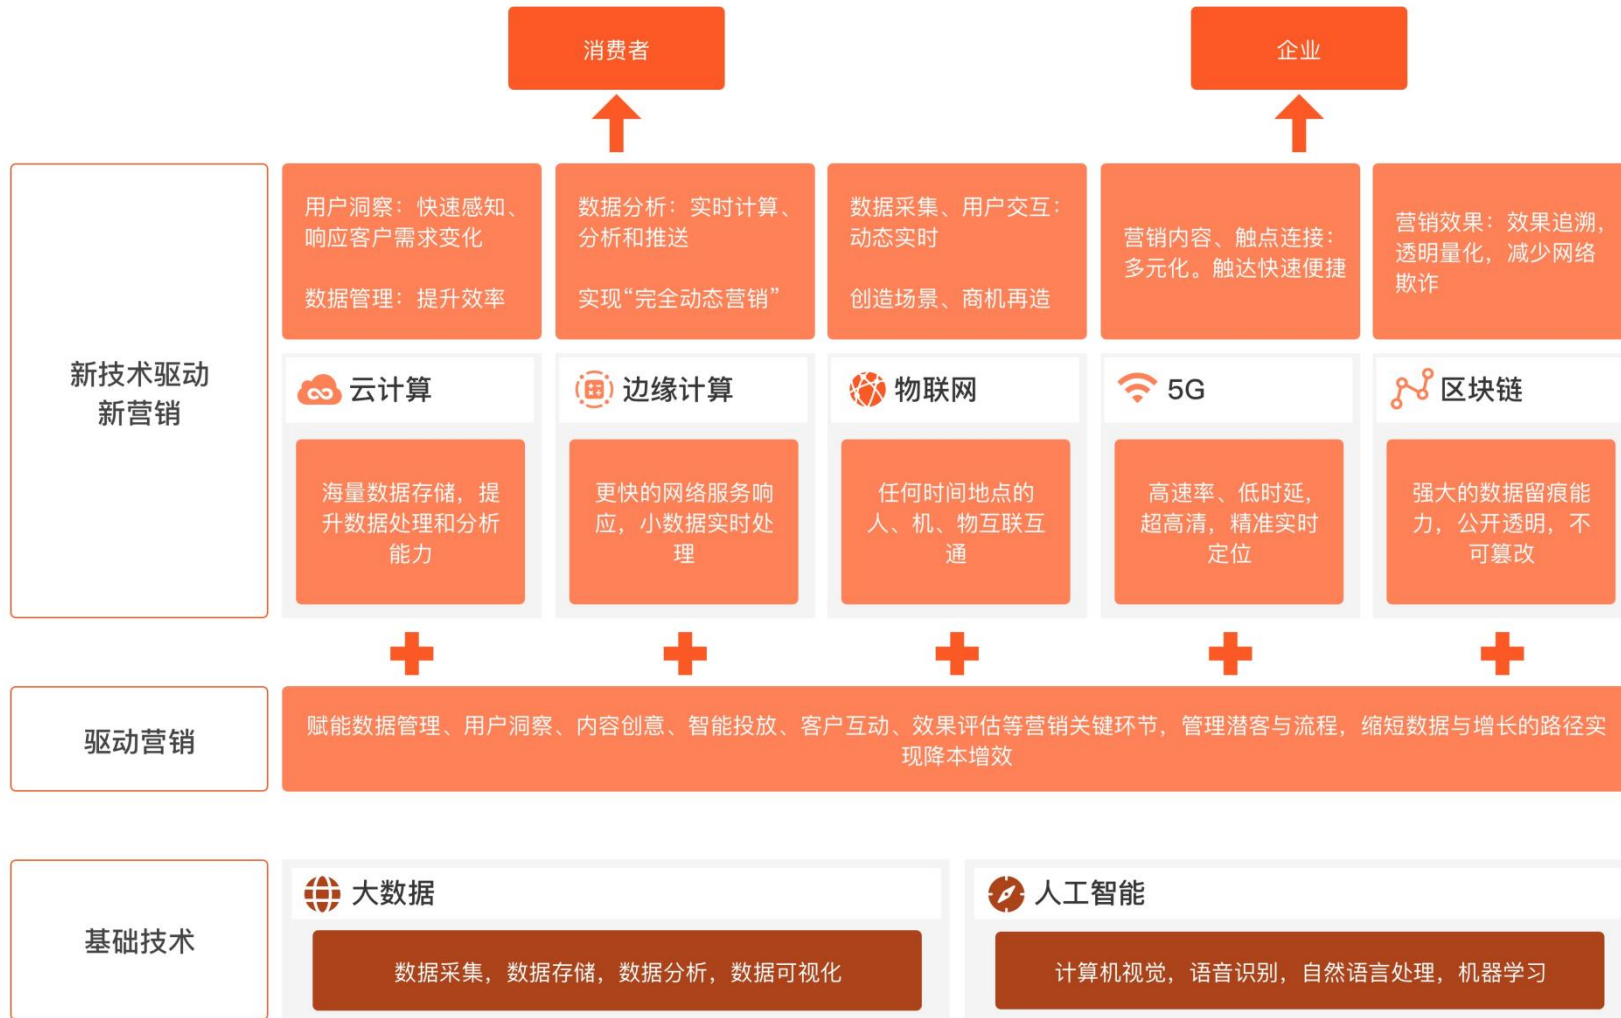 消费者
企业
新技术驱动
新营销
用户洞察：快速感知、
响应客户需求变化
数据管理：提升效率
数据分析：实时计算、
分析和推送
实现“完全动态营销”
数据采集、用户交互：
动态实时
创造场景、商机再造
营销内容、触点连接：
多元化。触达快速便捷
营销效果：效果追溯，
透明量化，减少网络
欺诈
云计算
边缘计算
物联网
5G
区块链
海量数据存储，提
升数据处理和分析
能力
更快的网络服务响
应，小数据实时处
理
任何时间地点的
人、机、物互联互
通
高速率、低时延，
超高清，精准实时
定位
强大的数据留痕能
力，公开透明，不
可篡改
驱动营销
赋能数据管理、用户洞察、内容创意、智能投放、客户互动、效果评估等营销关键环节，管理潜客与流程，缩短数据与增长的路径实
现降本增效
基础技术
大数据
数据采集，数据存储，数据分析，数据可视化
人工智能
计算机视觉，语音识别，自然语言处理，机器学习